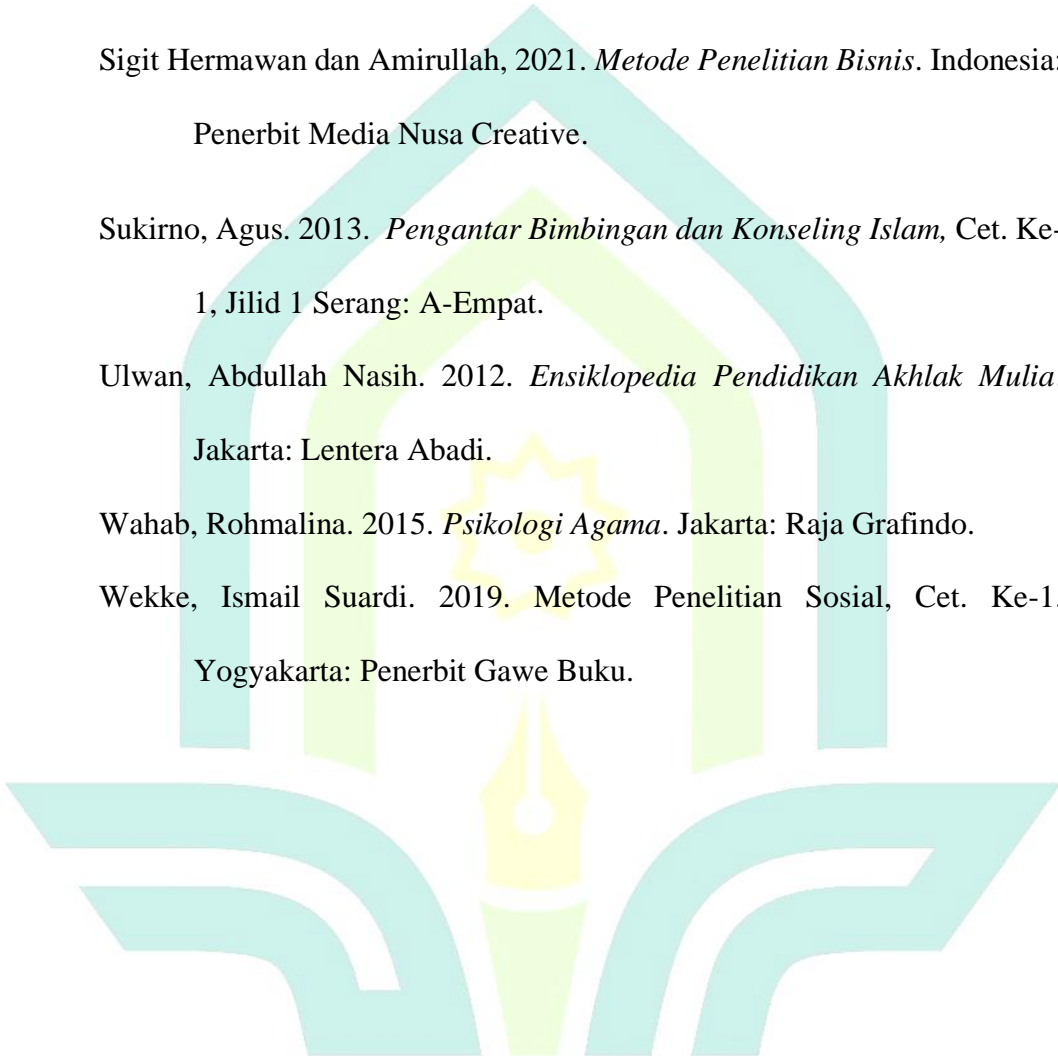 Sigit Hermawan dan Amirullah, 2021. Metode Penelitian Bisnis. Indonesia:
Penerbit Media Nusa Creative.
Sukirno, Agus. 2013. Pengantar Bimbingan dan Konseling Islam, Cet. Ke-
1, Jilid 1 Serang: A-Empat.
Ulwan, Abdullah Nasih. 2012. Ensiklopedia Pendidikan Akhlak Mulia.
Jakarta: Lentera Abadi.
Wahab, Rohmalina. 2015. Psikologi Agama. Jakarta: Raja Grafindo.
Wekke, Ismail Suardi. 2019. Metode Penelitian Sosial, Cet. Ke-1.
Yogyakarta: Penerbit Gawe Buku.